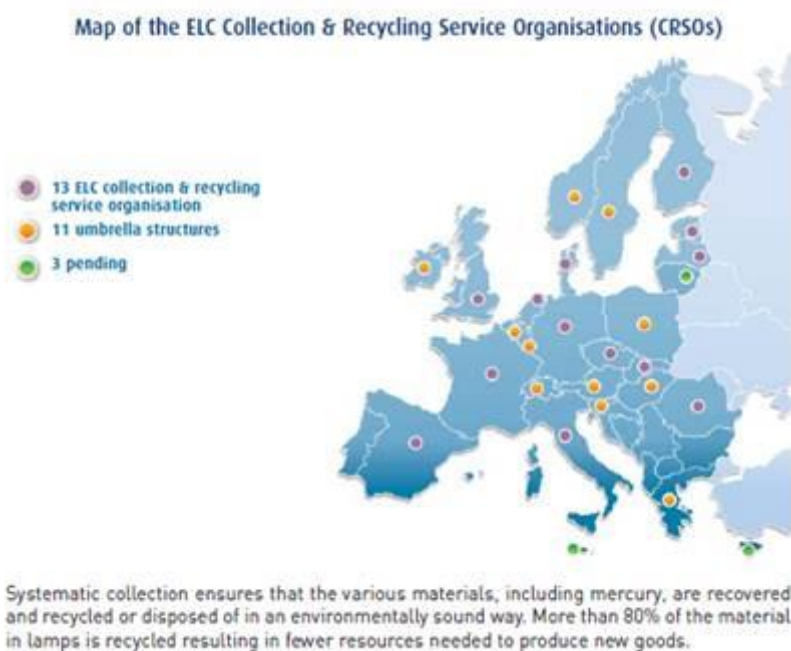 Map of the ELC Collection & Recycling Service Organisations (CRSOs)
13 ELC collection & recycling
service organisation
11 umbrella structures
3 pending
Systematic collection ensures that the various materials, including mercury, are recovered
and recycled or disposed of in an environmentally sound way. More than 80% of the material
in lamps is recycled resulting in fewer resources needed to produce new goods.